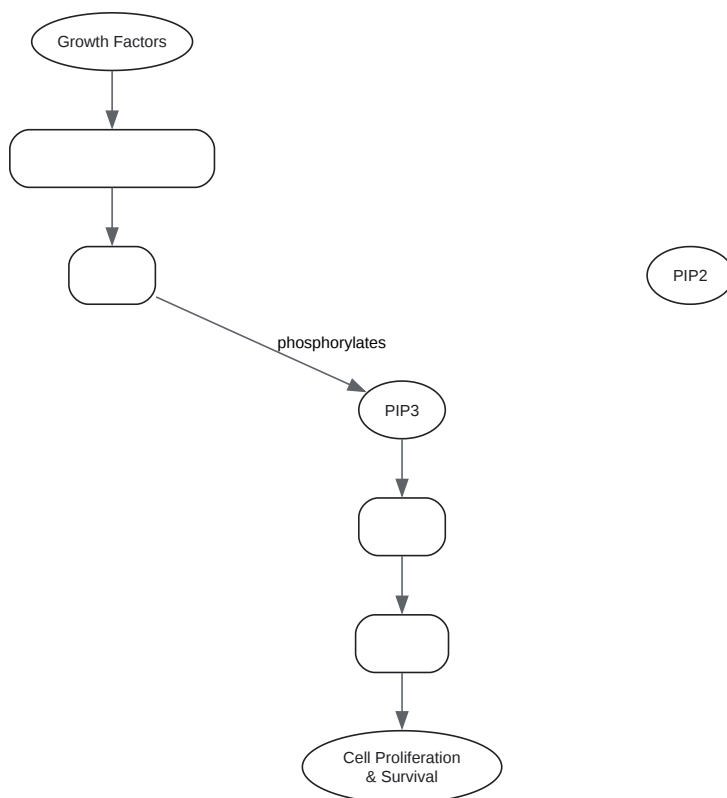 Growth Factors
PIP2
phosphorylates
PIP3
Cell Proliferation
& Survival